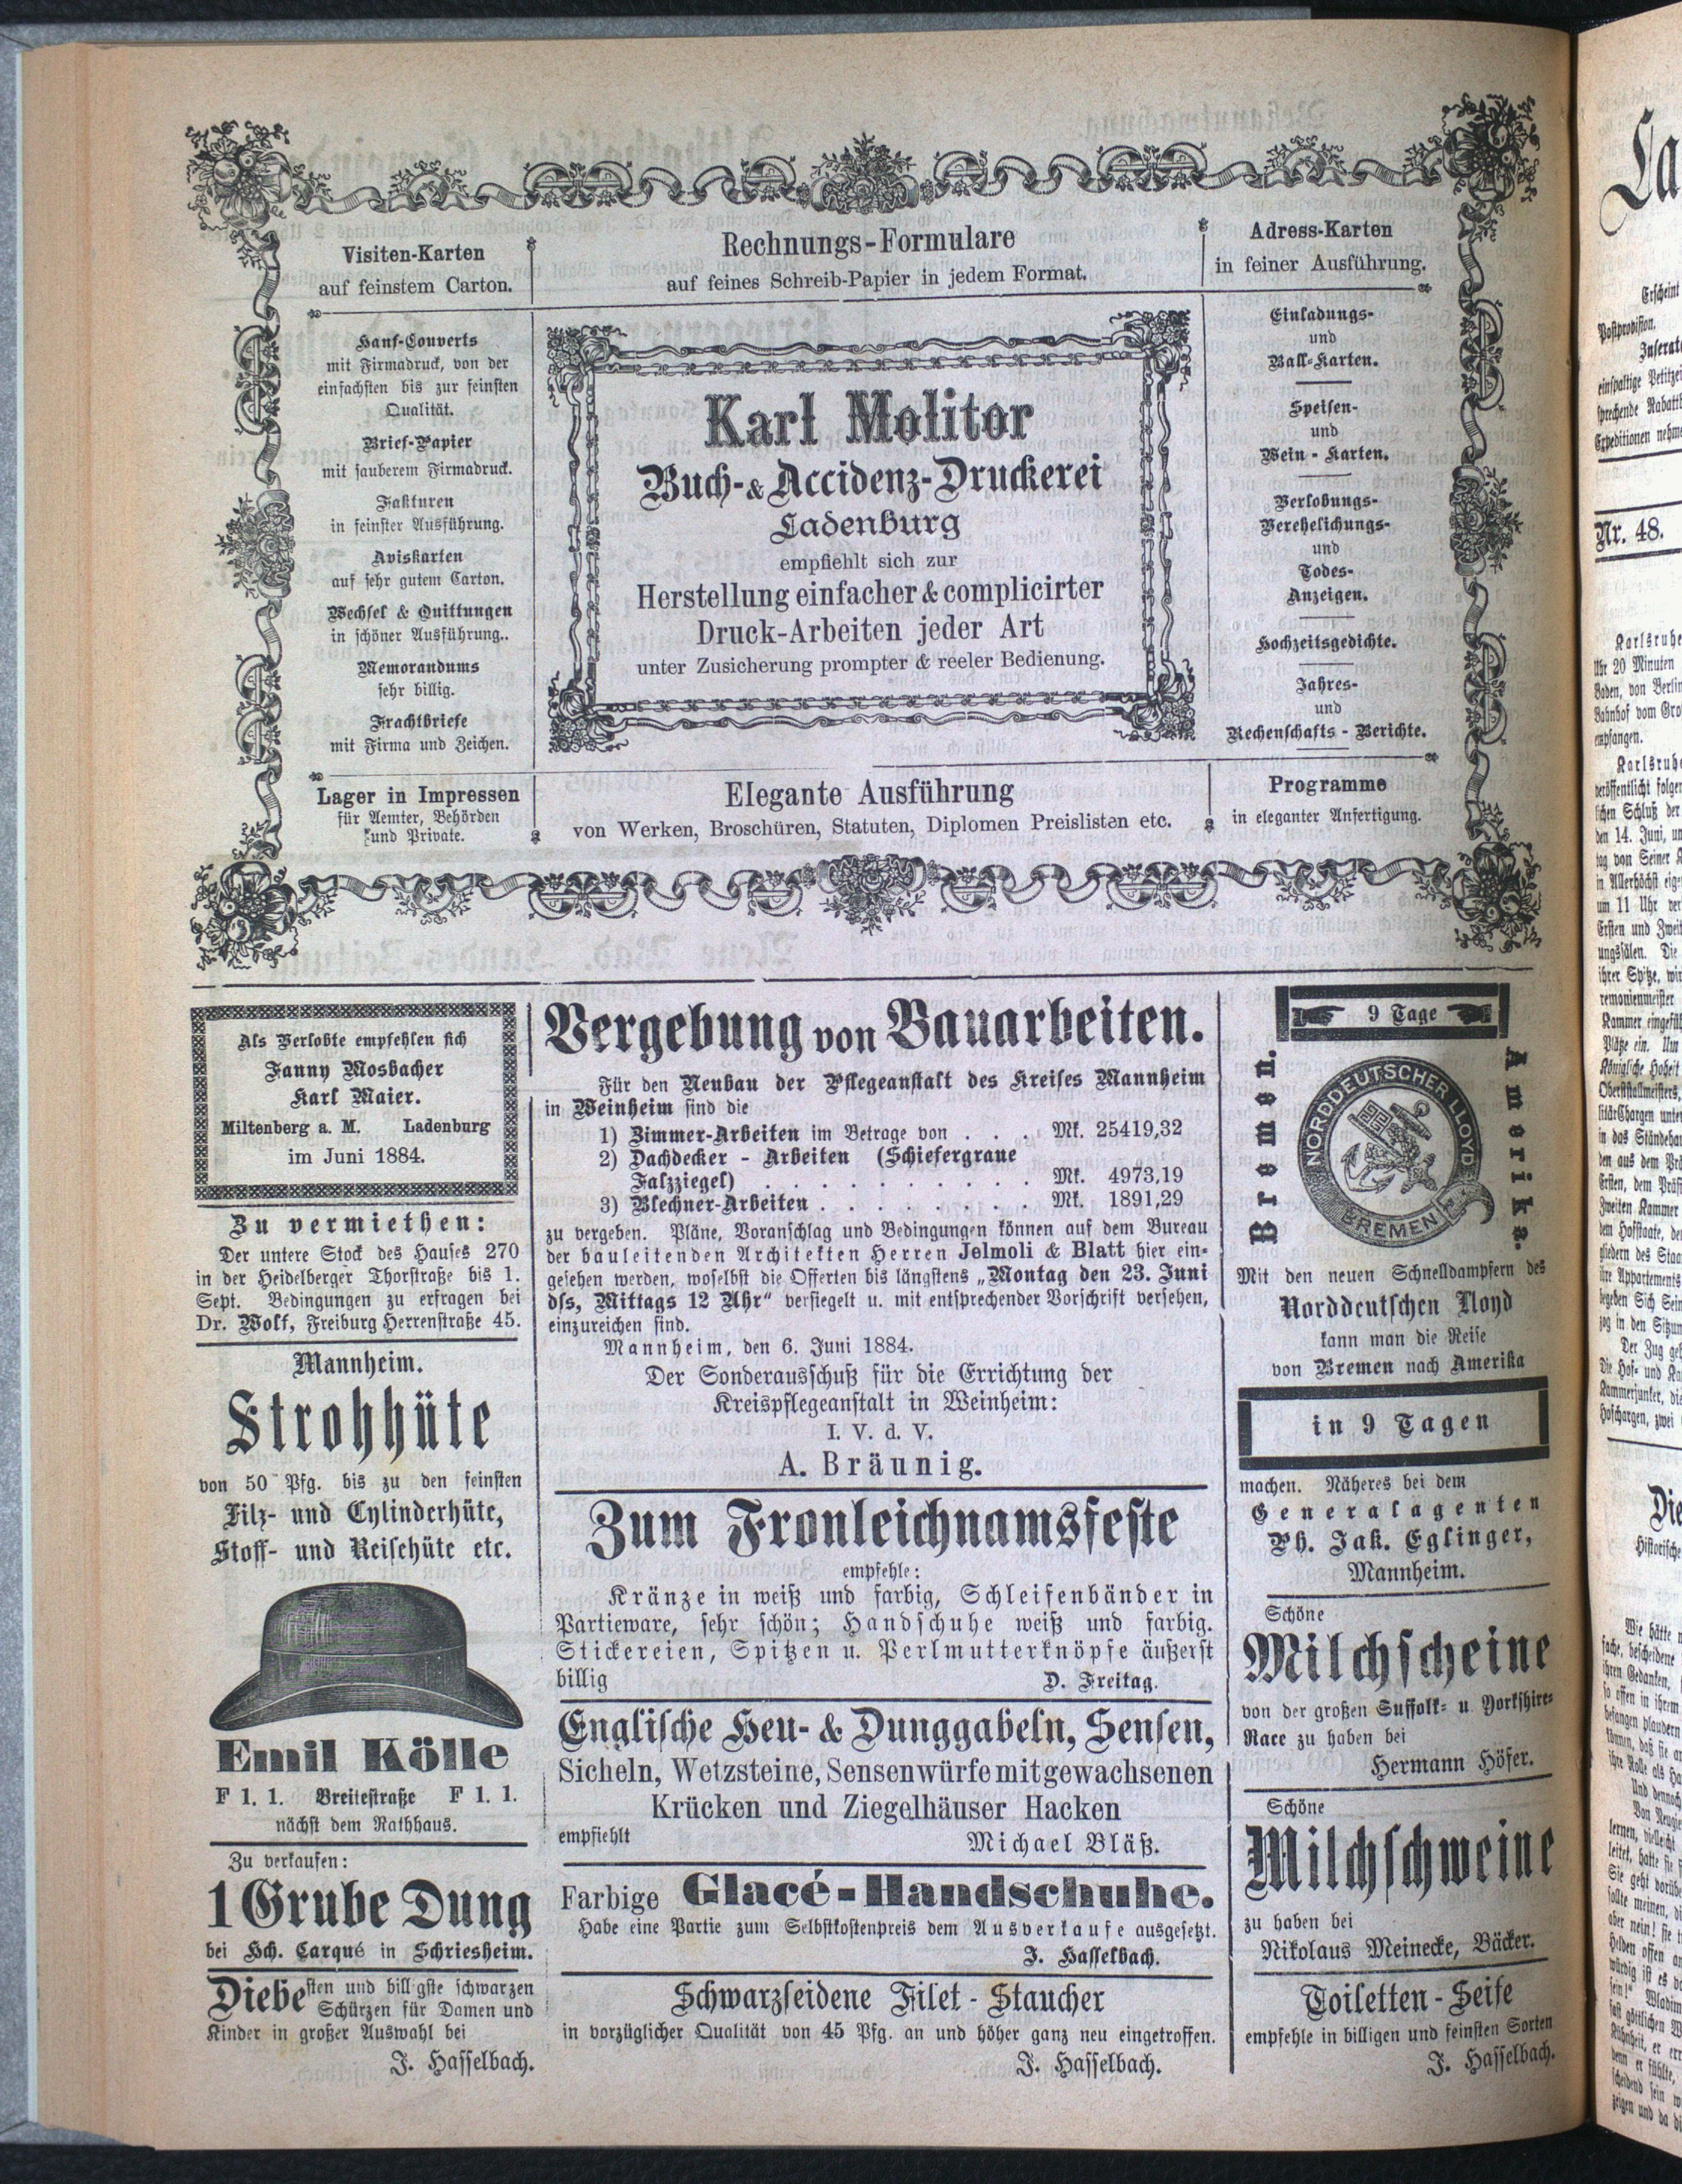 Visiten-Karten
auf feinstem Carton.
Rechnungs-Formulare
auf feines Schreib-Papier in jedem Format.
Adress-Karten
in feiner Ausführung.
Hanf-Couverts
mit Firmadruck, von der
einfachsten bis zur feinsten
Qualität.
Brief-Papier
mit sauberem Firmadruck.
Fakturen
in feinster Ausführung.
Aviskarten
auf sehr gutem Carton.
Wechsel & Quittungen
in schöner Ausführung..
Memorandums
sehr billig.
Frachtbriefe
mit Firma und Zeichen.
Karl Molitor
Buch-& Accidenz-Druckerei
Ladenburg
empfiehlt sich zur
Herstellung einfacher & complicirter
Druck-Arbeiten jeder Art
unter Zusicherung prompter & reeler Bedienung.
Einladungs-
und
Ball-Karten.
Speisen-
und
Wein-Karten.
Verlobungs-
Verehelichungs-
und
Todes-
Anzeigen.
Hochzeitsgedichte.
Jahres-
und
Rechenschafts-Berichte.
Lager in Impressen
für Aemter, Behörden
und Private.
Elegante Ausführung
von Werken, Broschüren, Statuten, Diplomen Preislisten etc.
Programme
in eleganter Anfertigung.
Als Verlobte empfehlen sich
Fanny Mosbacher
Karl Maier.
Miltenberg a. M. Ladenburg
im Juni 1884.
Zu vermiethen:
Der untere Stock des Hauses 270
in der Heidelberger Thorstraße bis 1.
Sept. Bedingungen zu erfragen bei
Dr. Wolf, Freiburg Herrenstraße 45.
Mannheim.
Strohhüte
von 50 Pfg. bis zu den feinsten
Filz- und Cylinderhüte,
Stoff- und Reisehüte etc.
Emil Kölle
F 1. 1. Breitestraße F 1. 1.
nächst dem Rathhaus.
Zu verkaufen:
1 Grube Dung
bei Hch. Carqué in Schriesheim.
Diebesten und billigste schwarzen
Schürzen für Damen und
Kinder in großer Auswahl bei
J. Hasselbach.
Vergebung von Bauarbeiten.
Für den Neubau der Pflegeanstalt des Kreises Mannheim
in Weinheim sind die
1) Zimmer-Arbeiten im Betrage von . . . Mk. 25419,32
2) Dachdecker - Arbeiten (Schiefergraue
Falzziegel) . . . . . . . . . . Mk. 4973,19
3) Blechner-Arbeiten . . . . . . . . Mk. 1891,29
zu vergeben. Pläne, Voranschlag und Bedingungen können auf dem Bureau
der bauleitenden Architekten Herren Jelmoli & Blatt hier ein-
gesehen werden, woselbst die Offerten bis längstens „Montag den 23. Juni
dss, Mittags 12 Uhr“ versiegelt u. mit entsprechender Vorschrift versehen,
einzureichen sind.
Mannheim, den 6. Juni 1884.
Der Sonderausschuß für die Errichtung der
Kreispflegeanstalt in Weinheim:
I. V. d. V.
A. Bräunig.
Zum Fronleichnamsfeste
empfehle:
Kränze in weiß und farbig, Schleifenbänder in
Partieware, sehr schön; Handschuhe weiß und farbig.
Stickereien, Spitzen u. Perlmutterknöpfe äußerst
billig
D. Freitag.
Englische Heu- & Dunggabeln, Sensen,
Sicheln, Wetzsteine, Sensenwürfe mit gewachsenen
Krücken und Ziegelhäuser Hacken
empfiehlt
Michael Bläß.
Farbige Glacé-Handschuhe.
Habe eine Partie zum Selbstkostenpreis dem Ausverkaufe ausgesetzt.
J. Hasselbach.
Schwarzseidene Filet - Staucher
in vorzüglicher Qualität von 45 Pfg. an und höher ganz neu eingetroffen.
J. Hasselbach.
9 Tage
Bremen.
NORDDEUTSCHER LLOYD
BREMEN
Amerika.
Mit den neuen Schnelldampfern des
Norddeutschen Lloyd
kann man die Reise
von Bremen nach Amerika
in 9 Tagen
machen. Näheres bei dem
Generalagenten
Ph. Jak. Eglinger,
Mannheim.
Schöne
Milchscheine
von der großen Suffolk- u. Yorkshire-
Race zu haben bei
Hermann Höfer.
Schöne
Milchschweine
zu haben bei
Nikolaus Meinecke, Bäcker.
Toiletten-Seife
empfehle in billigen und feinsten Sorten
J. Hasselbach.
La
Erscheint
Nr. 48.
Karlsruhe
Uhr 20 Minuten
Baden, von Berlin
empfangen.
Karlsruhe
Die